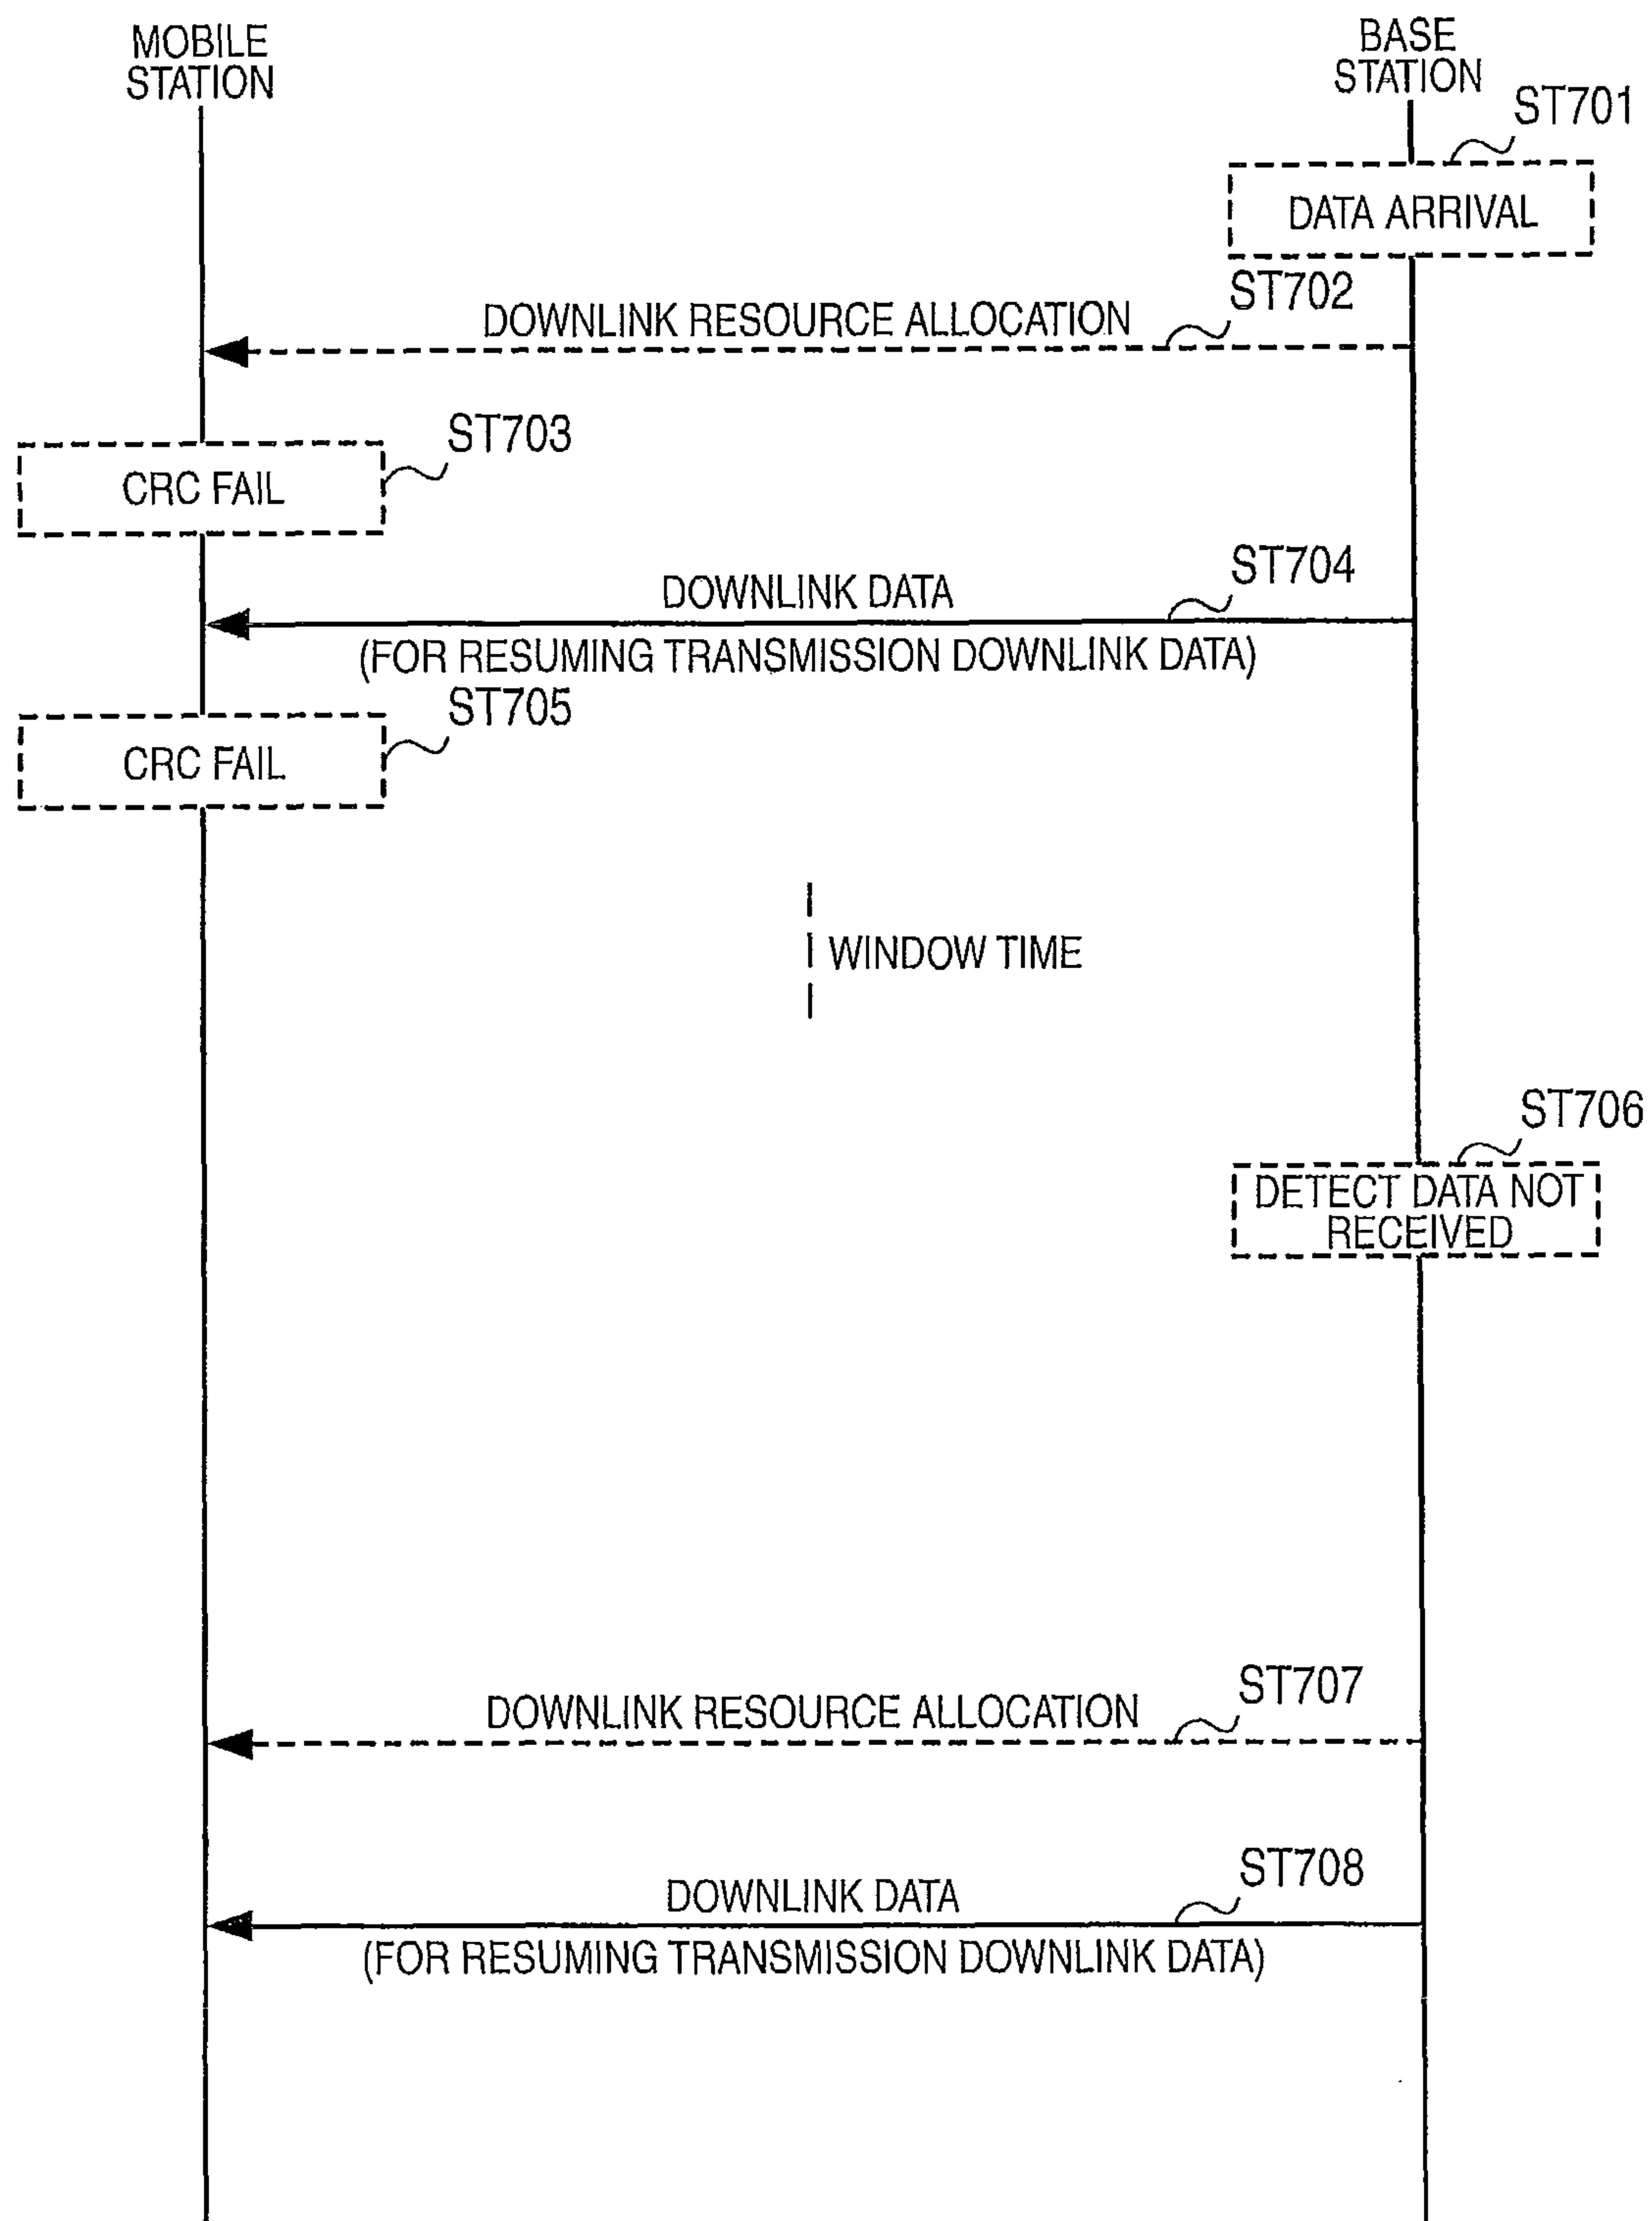 MOBILE
STATION
BASE
STATION
ST701
DATA ARRIVAL
ST702
DOWNLINK RESOURCE ALLOCATION
ST703
CRC FAIL
ST704
DOWNLINK DATA
(FOR RESUMING TRANSMISSION DOWNLINK DATA)
ST705
CRC FAIL
WINDOW TIME
ST706
DETECT DATA NOT
RECEIVED
ST707
DOWNLINK RESOURCE ALLOCATION
ST708
DOWNLINK DATA
(FOR RESUMING TRANSMISSION DOWNLINK DATA)